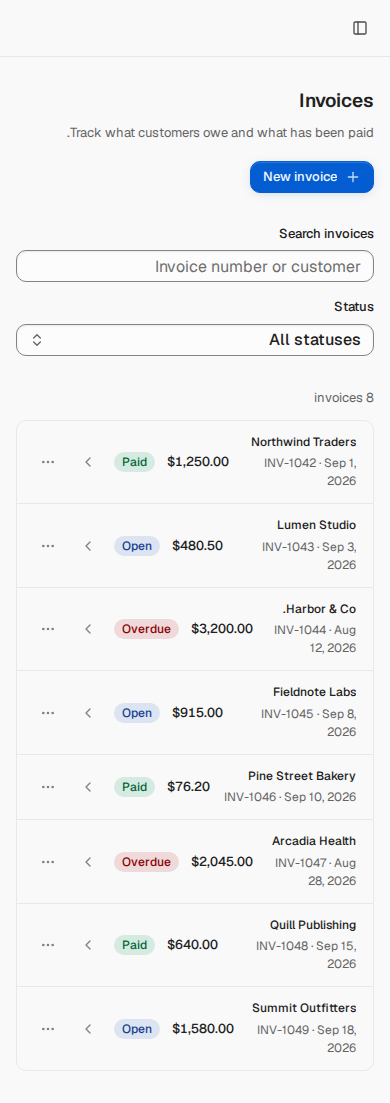 Invoices
.Track what customers owe and what has been paid
New invoice
Search invoices
Invoice number or customer
Status
All statuses
invoices 8
Northwind Traders
INV-1042 · Sep 1,
2026
$1,250.00
Paid
Lumen Studio
INV-1043 · Sep 3,
2026
$480.50
Open
.Harbor & Co
INV-1044 · Aug
12, 2026
$3,200.00
Overdue
Fieldnote Labs
INV-1045 · Sep 8,
2026
$915.00
Open
Pine Street Bakery
INV-1046 · Sep 10, 2026
$76.20
Paid
Arcadia Health
INV-1047 · Aug
28, 2026
$2,045.00
Overdue
Quill Publishing
INV-1048 · Sep 15,
2026
$640.00
Paid
Summit Outfitters
INV-1049 · Sep 18,
2026
$1,580.00
Open